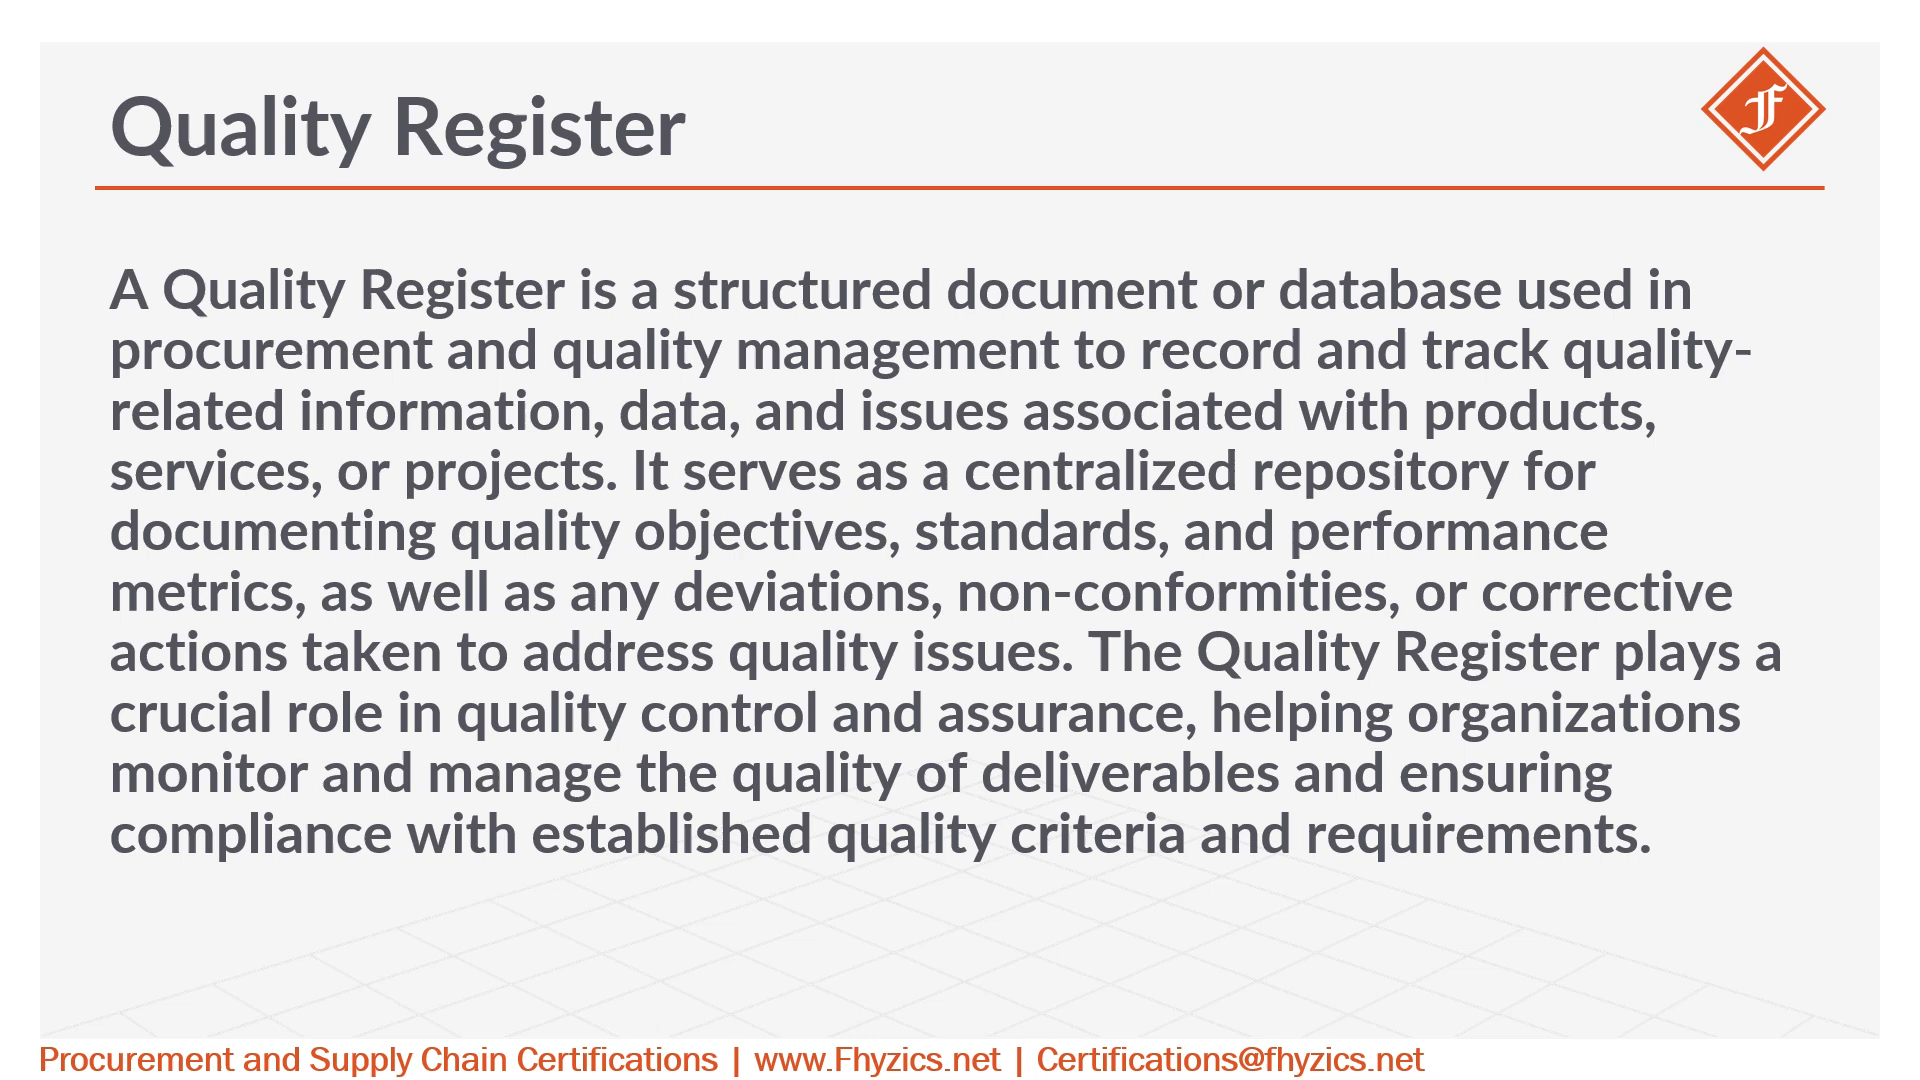 Quality Register
A Quality Register is a structured document or database used in
procurement and quality management to record and track quality-
related information, data, and issues associated with products,
services, or projects. It serves as a centralized repository for
documenting quality objectives, standards, and performance
metrics, as well as any deviations, non-conformities, or corrective
actions taken to address quality issues. The Quality Register plays a
crucial role in quality control and assurance, helping organizations
monitor and manage the quality of deliverables and ensuring
compliance with established quality criteria and requirements.
Procurement and Supply Chain Certifications | www.Fhyzics.net | Certifications@fhyzics.net